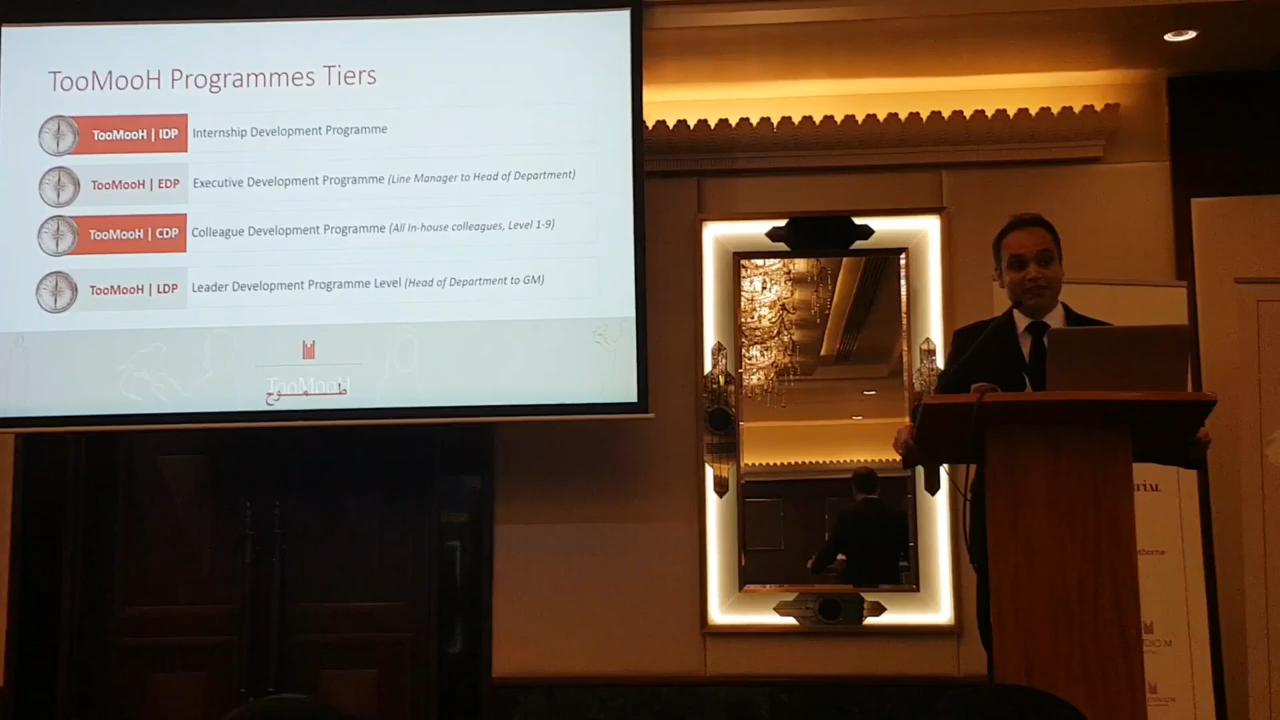 TooMooH Programmes Tiers
TooMooH | IDP Internship Development Programme
TooMooH | EDP Executive Development Programme (Line Manager to Head of Department)
TooMooH | CDP Colleague Development Programme (All In-house colleagues, Level 1-9)
TooMooH | LDP Leader Development Programme Level (Head of Department to GM)
TooMooH
طموح